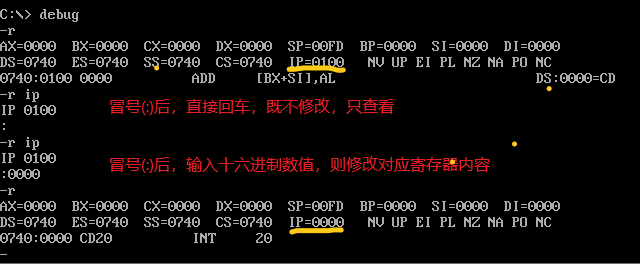 C:\> debug
-r
AX=0000 BX=0000 CX=0000 DX=0000 SP=00FD BP=0000 SI=0000 DI=0000
DS=0740 ES=0740 SS=0740 CS=0740 IP=0100 NV UP EI PL NZ NA PO NC
0740:0100 0000 ADD [BX+SI],AL DS:0000=CD
-r ip
IP 0100
冒号(:)后，直接回车，既不修改，只查看
:
-r ip
IP 0100
冒号(:)后，输入十六进制数值，则修改对应寄存器内容
:0000
-r
AX=0000 BX=0000 CX=0000 DX=0000 SP=00FD BP=0000 SI=0000 DI=0000
DS=0740 ES=0740 SS=0740 CS=0740 IP=0000 NV UP EI PL NZ NA PO NC
0740:0000 CD20 INT 20
-